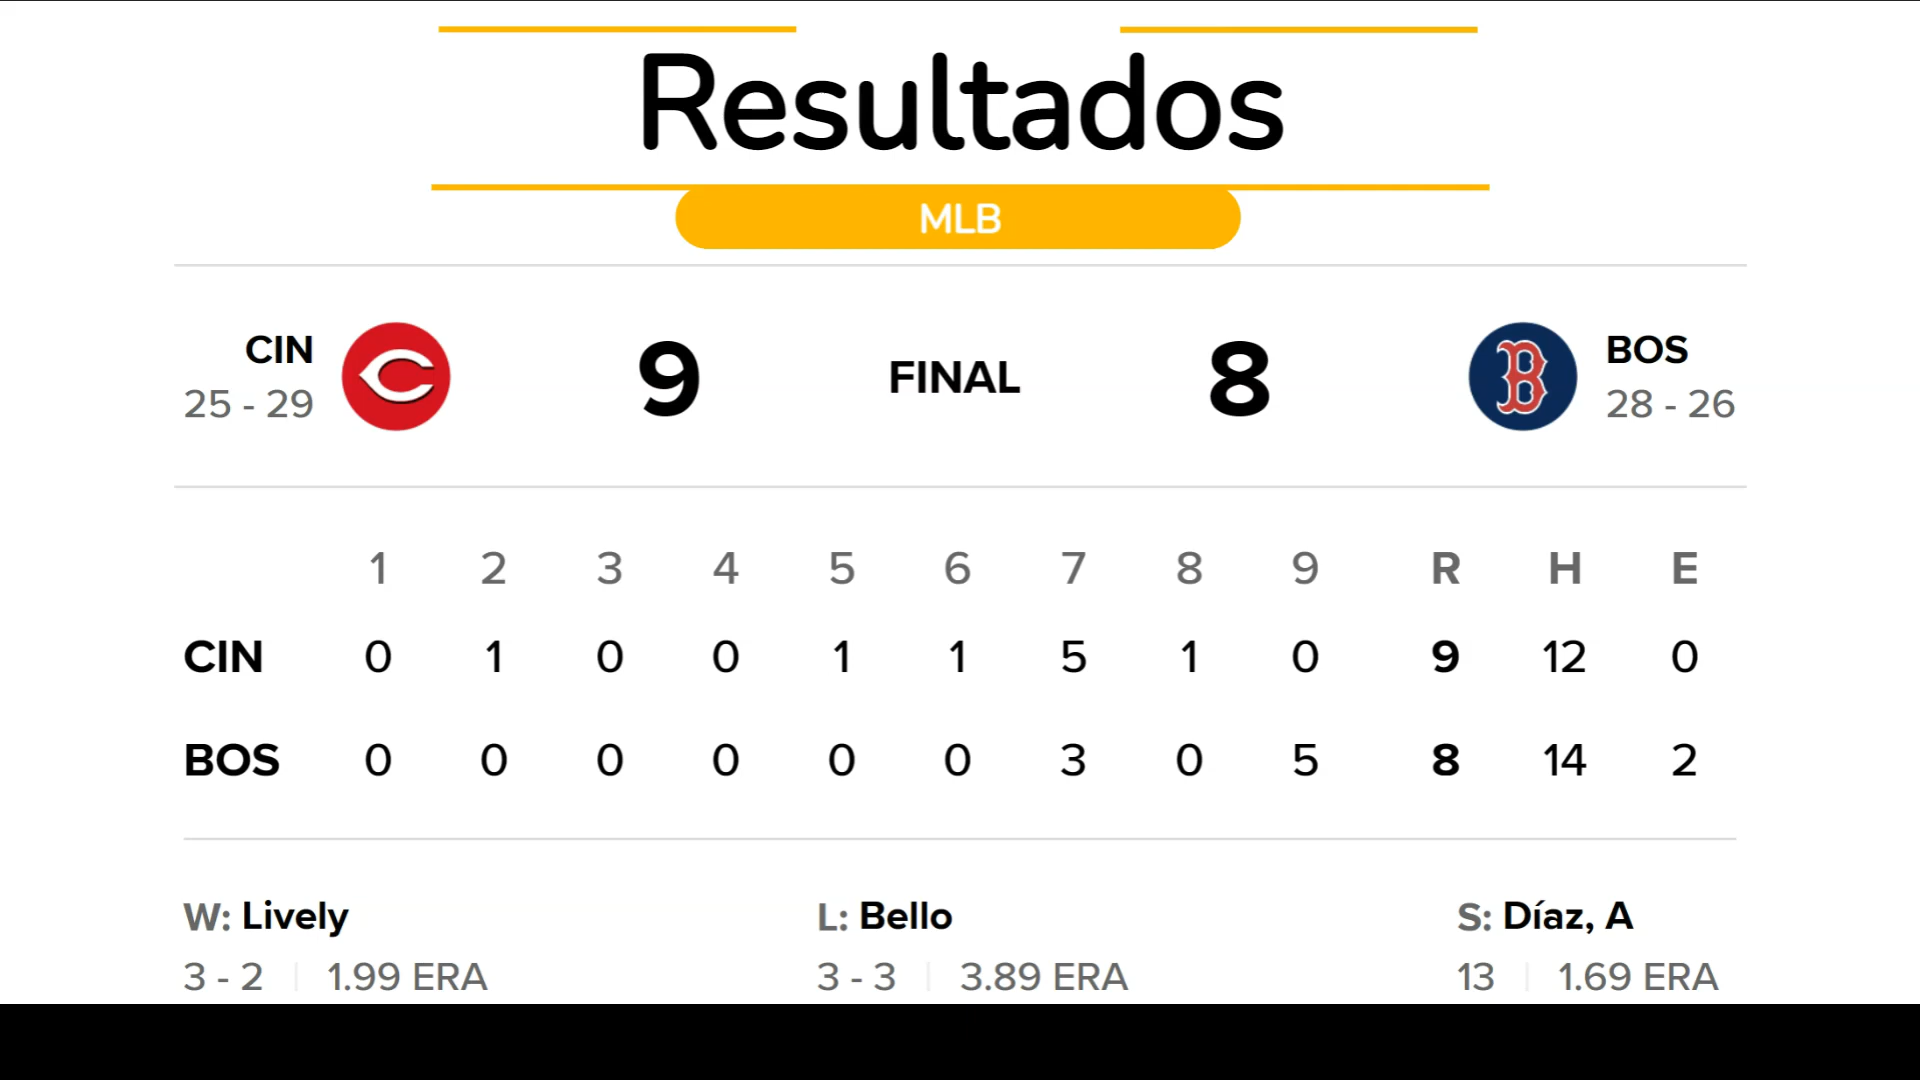 Resultados
MLB
CIN 9 FINAL 8 BOS
25 - 29 28 - 26
1 2 3 4 5 6 7 8 9 R H E
CIN 0 1 0 0 1 1 5 1 0 9 12 0
BOS 0 0 0 0 0 0 3 0 5 8 14 2
W: Lively L: Bello S: Díaz, A
3 - 2 | 1.99 ERA 3 - 3 | 3.89 ERA 13 | 1.69 ERA